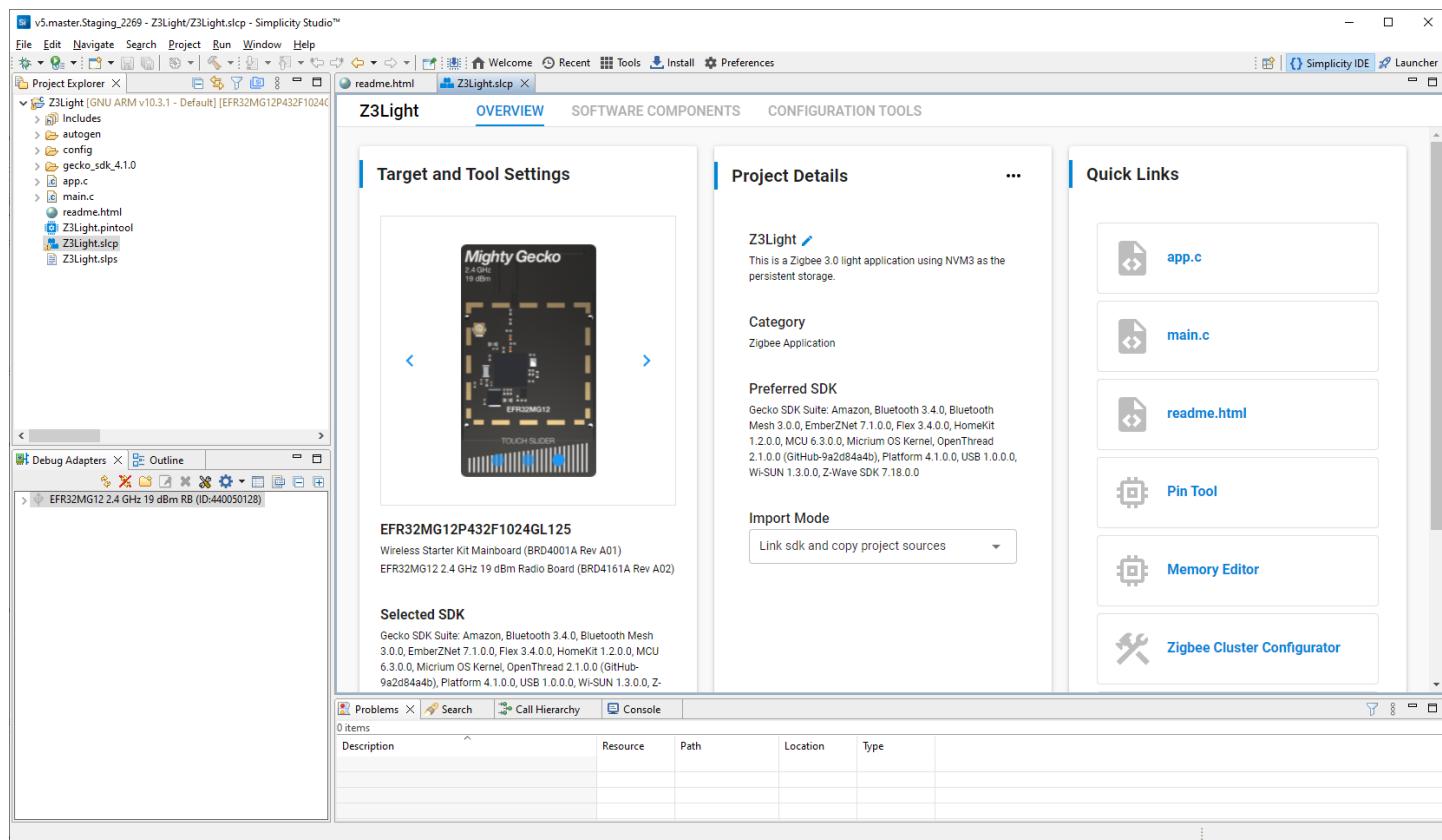 v5.master.Staging_2269 - Z3Light/Z3Light.slcp - Simplicity Studio™
File Edit Navigate Search Project Run Window Help
Welcome Recent Tools Install Preferences Simplicity IDE Launcher
Project Explorer
Z3Light [GNU ARM v10.3.1 - Default] [EFR32MG12P432F1024G
Includes
autogen
config
gecko_sdk_4.1.0
app.c
main.c
readme.html
Z3Light.pintool
Z3Light.slcp
Z3Light.slps
Debug Adapters Outline
EFR32MG12 2.4 GHz 19 dBm RB (ID:440050128)
readme.html Z3Light.slcp
Z3Light OVERVIEW SOFTWARE COMPONENTS CONFIGURATION TOOLS
Target and Tool Settings
Mighty Gecko
2.4 GHz
19 dBm
EFR32MG12
TOUCH SLIDER
EFR32MG12P432F1024GL125
Wireless Starter Kit Mainboard (BRD4001A Rev A01)
EFR32MG12 2.4 GHz 19 dBm Radio Board (BRD4161A Rev A02)
Selected SDK
Gecko SDK Suite: Amazon, Bluetooth 3.4.0, Bluetooth Mesh
3.0.0, EmberZNet 7.1.0.0, Flex 3.4.0.0, HomeKit 1.2.0.0, MCU
6.3.0.0, Micrium OS Kernel, OpenThread 2.1.0.0 (GitHub-
9a2d84a4b), Platform 4.1.0.0, USB 1.0.0.0, Wi-SUN 1.3.0.0, Z-
Project Details
Z3Light
This is a Zigbee 3.0 light application using NVM3 as the
persistent storage.
Category
Zigbee Application
Preferred SDK
Gecko SDK Suite: Amazon, Bluetooth 3.4.0, Bluetooth
Mesh 3.0.0, EmberZNet 7.1.0.0, Flex 3.4.0.0, HomeKit
1.2.0.0, MCU 6.3.0.0, Micrium OS Kernel, OpenThread
2.1.0.0 (GitHub-9a2d84a4b), Platform 4.1.0.0, USB 1.0.0.0,
Wi-SUN 1.3.0.0, Z-Wave SDK 7.18.0.0
Import Mode
Link sdk and copy project sources
Quick Links
app.c
main.c
readme.html
Pin Tool
Memory Editor
Zigbee Cluster Configurator
Problems Search Call Hierarchy Console
0 items
Description Resource Path Location Type